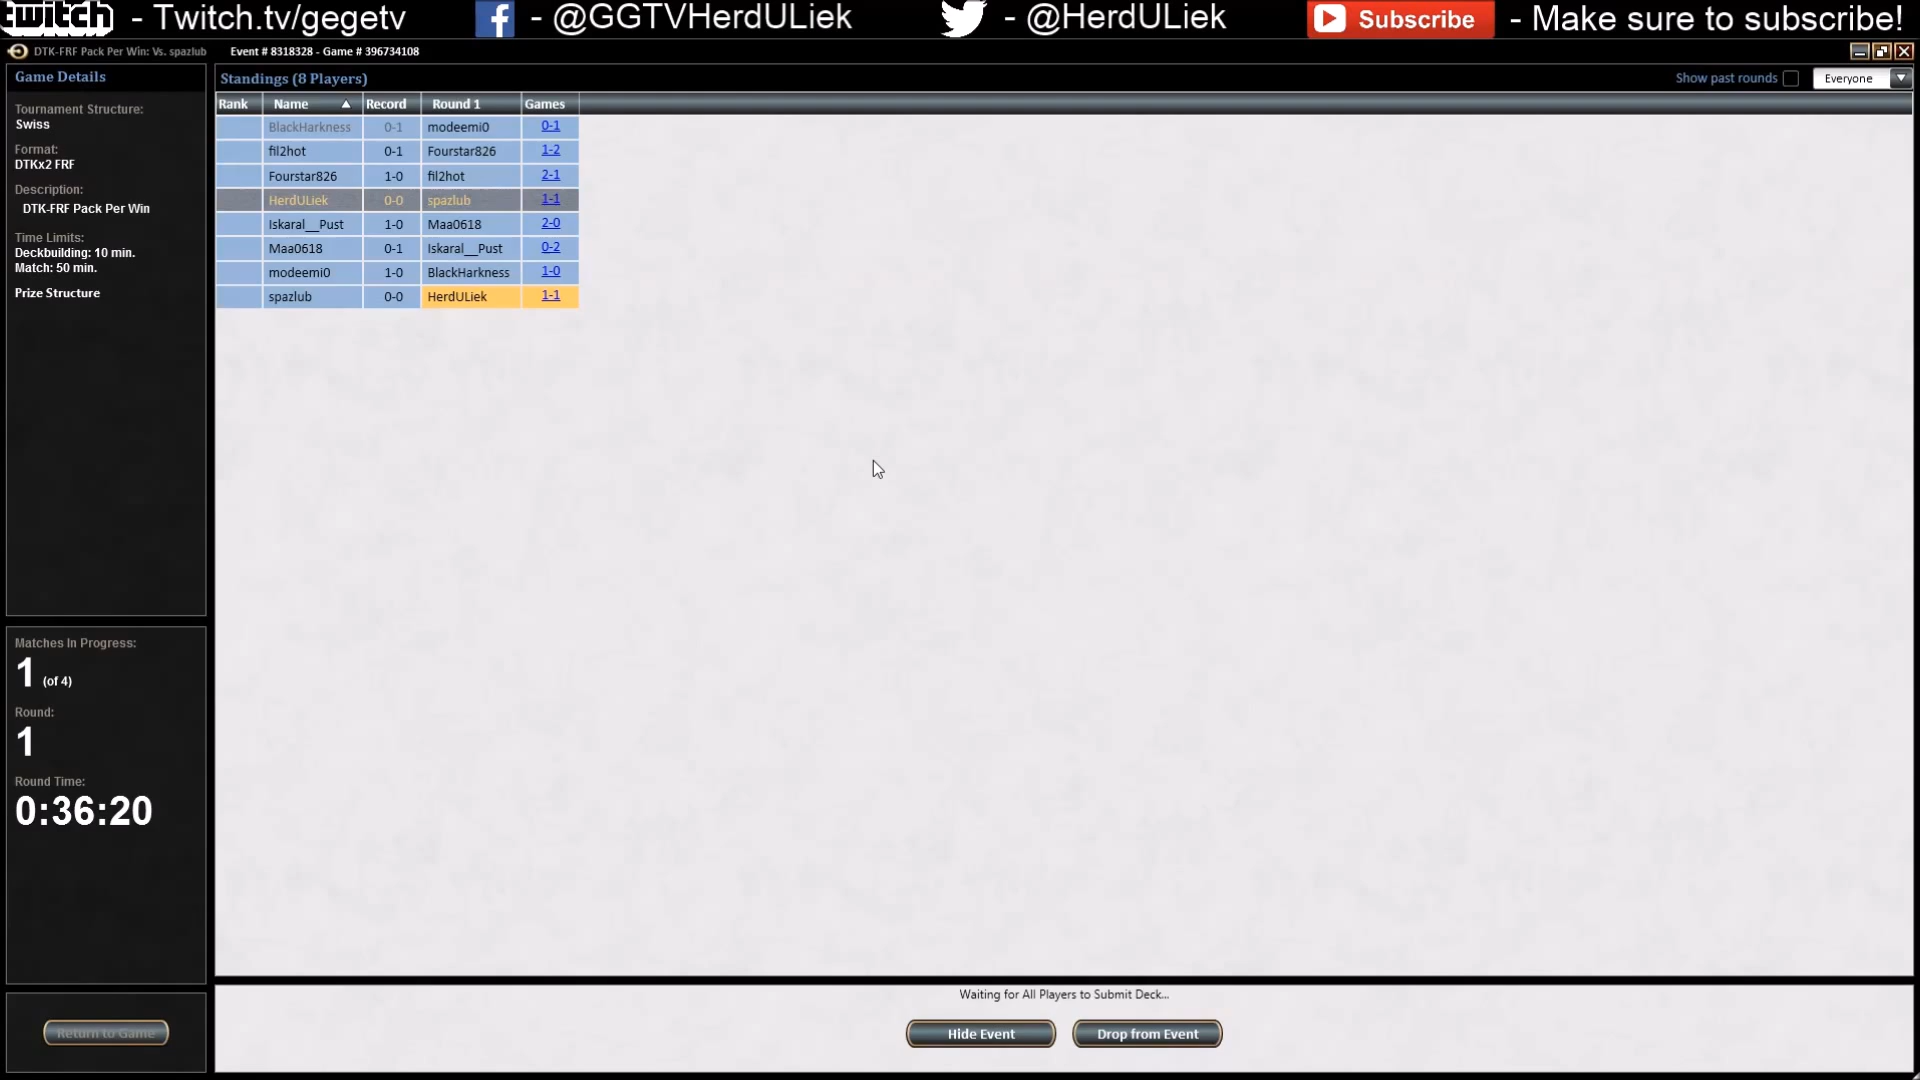 twitch - Twitch.tv/gegetv f - @GGTVHerdULiek - @HerdULiek Subscribe - Make sure to subscribe!
DTK-FRF Pack Per Win: Vs. spazlub Event # 8318328 - Game # 396734108
Game Details
Standings (8 Players) Show past rounds Everyone
Rank Name Record Round 1 Games
BlackHarkness 0-1 modeemi0 0-1
fil2hot 0-1 Fourstar826 1-2
Fourstar826 1-0 fil2hot 2-1
HerdULiek 0-0 spazlub 1-1
Iskaral__Pust 1-0 Maa0618 2-0
Maa0618 0-1 Iskaral__Pust 0-2
modeemi0 1-0 BlackHarkness 1-0
spazlub 0-0 HerdULiek 1-1
Tournament Structure:
Swiss
Format:
DTKx2 FRF
Description:
DTK-FRF Pack Per Win
Time Limits:
Deckbuilding: 10 min.
Match: 50 min.
Prize Structure
Matches In Progress:
1 (of 4)
Round:
1
Round Time:
0:36:20
Return to Game
Waiting for All Players to Submit Deck...
Hide Event Drop from Event